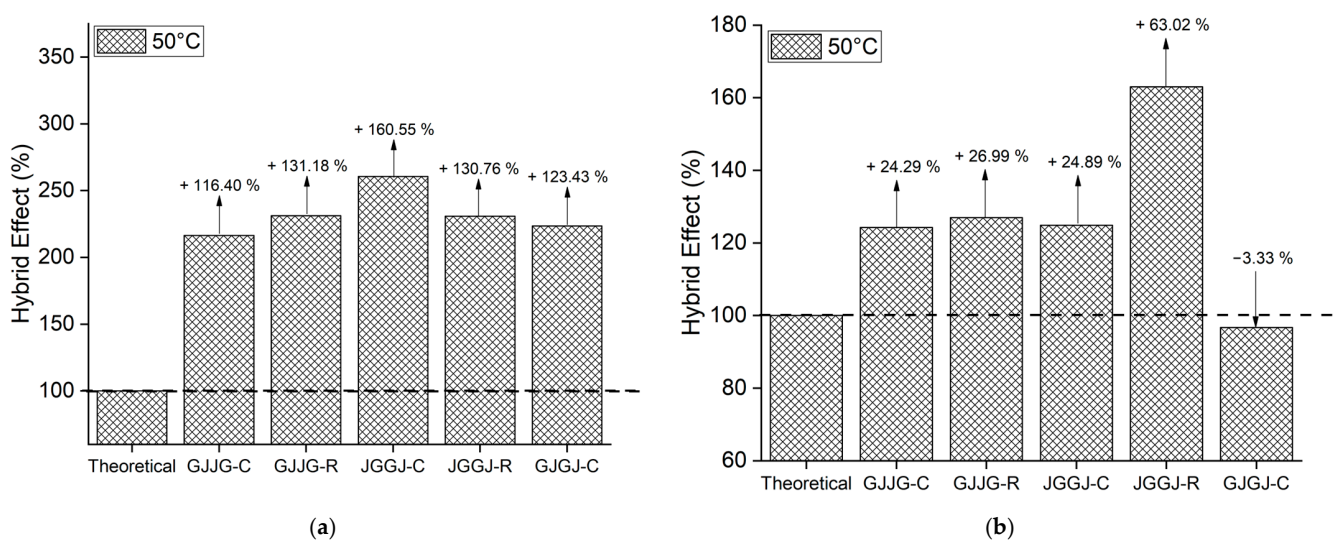 50°C
Hybrid Effect (%)
350
300
250
200
150
100
+ 116.40 %
+ 131.18 %
+ 160.55 %
+ 130.76 %
+ 123.43 %
Theoretical GJJG-C GJJG-R JGGJ-C JGGJ-R GJGJ-C
(a)
50°C
Hybrid Effect (%)
180
160
140
120
100
80
60
+ 24.29 %
+ 26.99 %
+ 24.89 %
+ 63.02 %
−3.33 %
Theoretical GJJG-C GJJG-R JGGJ-C JGGJ-R GJGJ-C
(b)